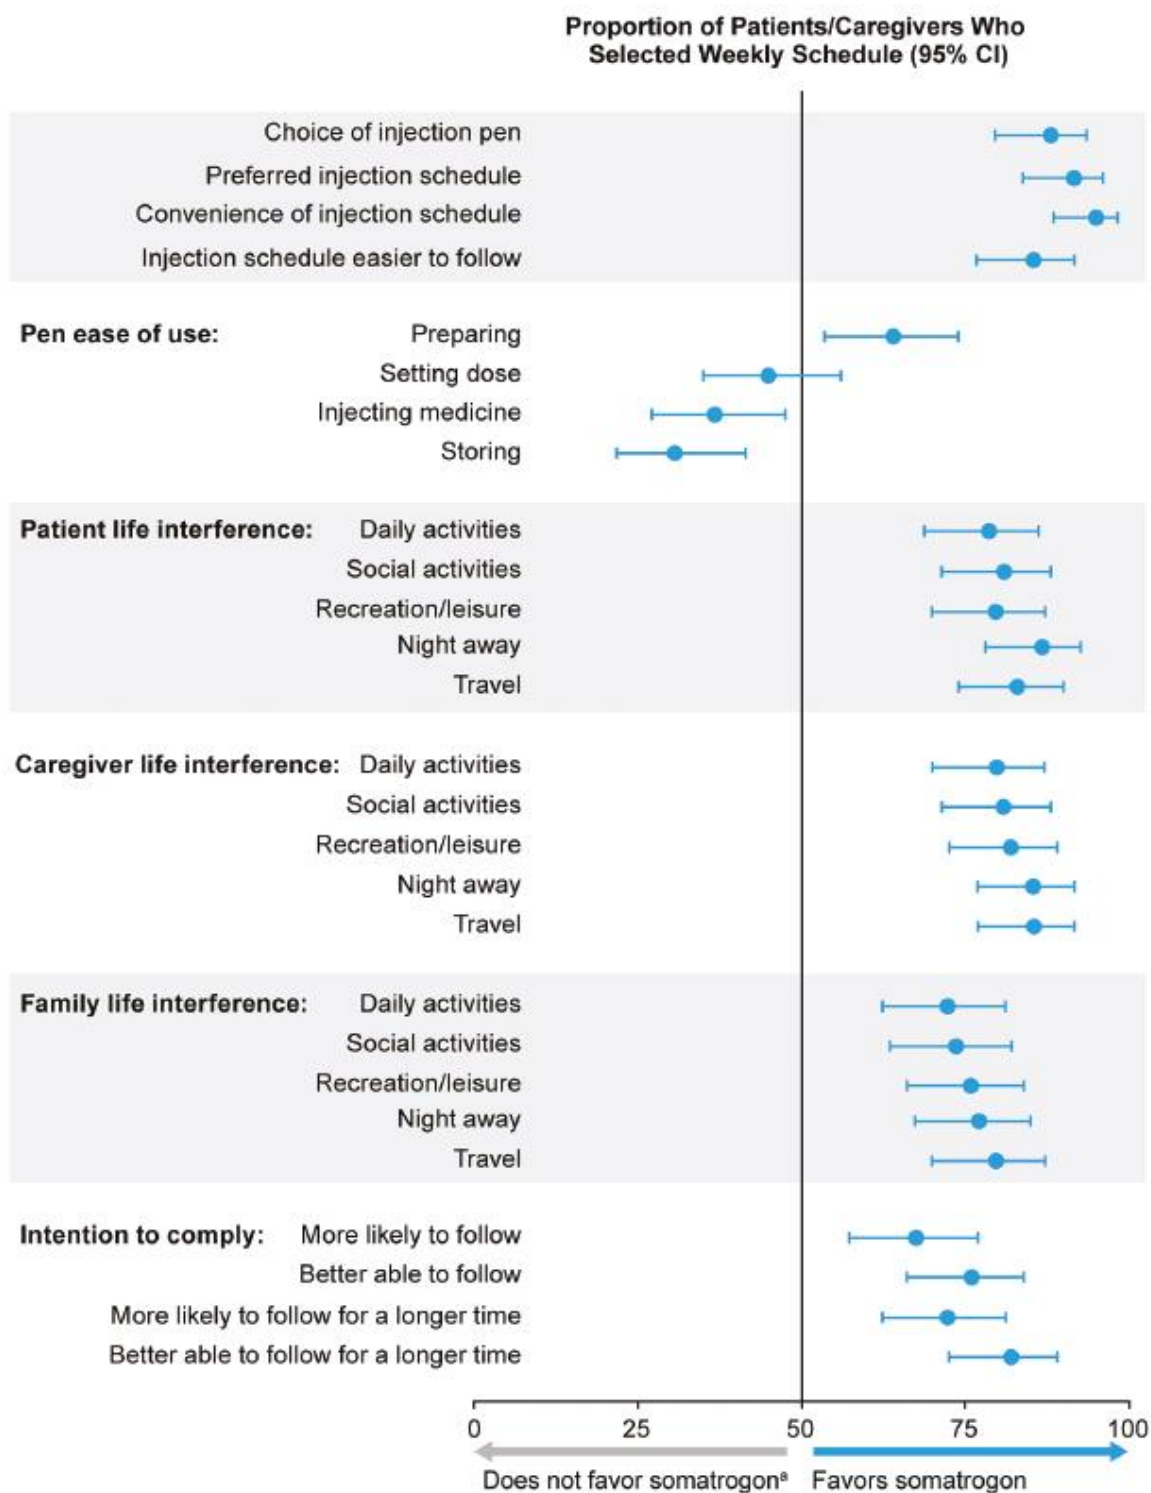 Proportion of Patients/Caregivers Who
Selected Weekly Schedule (95% CI)
Choice of injection pen
Preferred injection schedule
Convenience of injection schedule
Injection schedule easier to follow
Pen ease of use: Preparing
Setting dose
Injecting medicine
Storing
Patient life interference: Daily activities
Social activities
Recreation/leisure
Night away
Travel
Caregiver life interference: Daily activities
Social activities
Recreation/leisure
Night away
Travel
Family life interference: Daily activities
Social activities
Recreation/leisure
Night away
Travel
Intention to comply: More likely to follow
Better able to follow
More likely to follow for a longer time
Better able to follow for a longer time
0 25 50 75 100
Does not favor somatrogonª Favors somatrogon